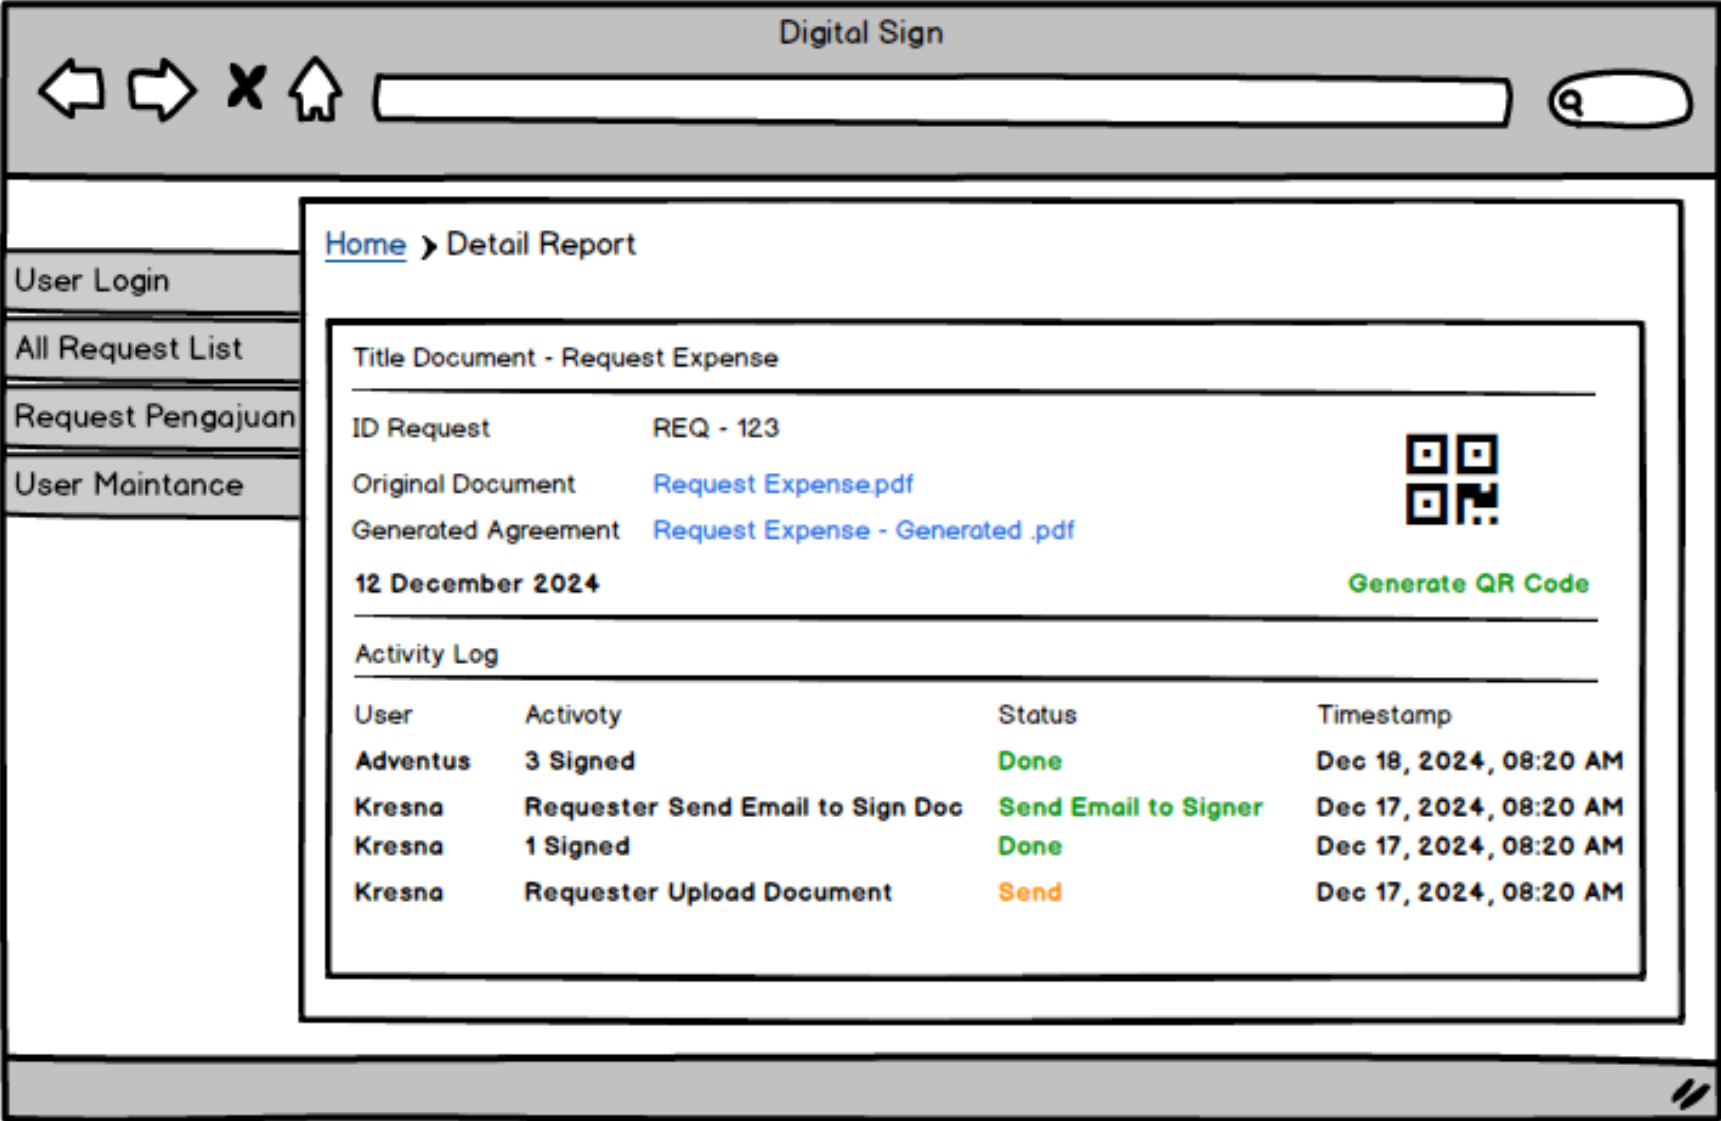 Digital Sign
User Login
All Request List
Request Pengajuan
User Maintance
Home > Detail Report
Title Document - Request Expense
ID Request REQ - 123
Original Document Request Expense.pdf
Generated Agreement Request Expense - Generated .pdf
12 December 2024 Generate QR Code
Activity Log
User Activoty Status Timestamp
Adventus 3 Signed Done Dec 18, 2024, 08:20 AM
Kresna Requester Send Email to Sign Doc Send Email to Signer Dec 17, 2024, 08:20 AM
Kresna 1 Signed Done Dec 17, 2024, 08:20 AM
Kresna Requester Upload Document Send Dec 17, 2024, 08:20 AM